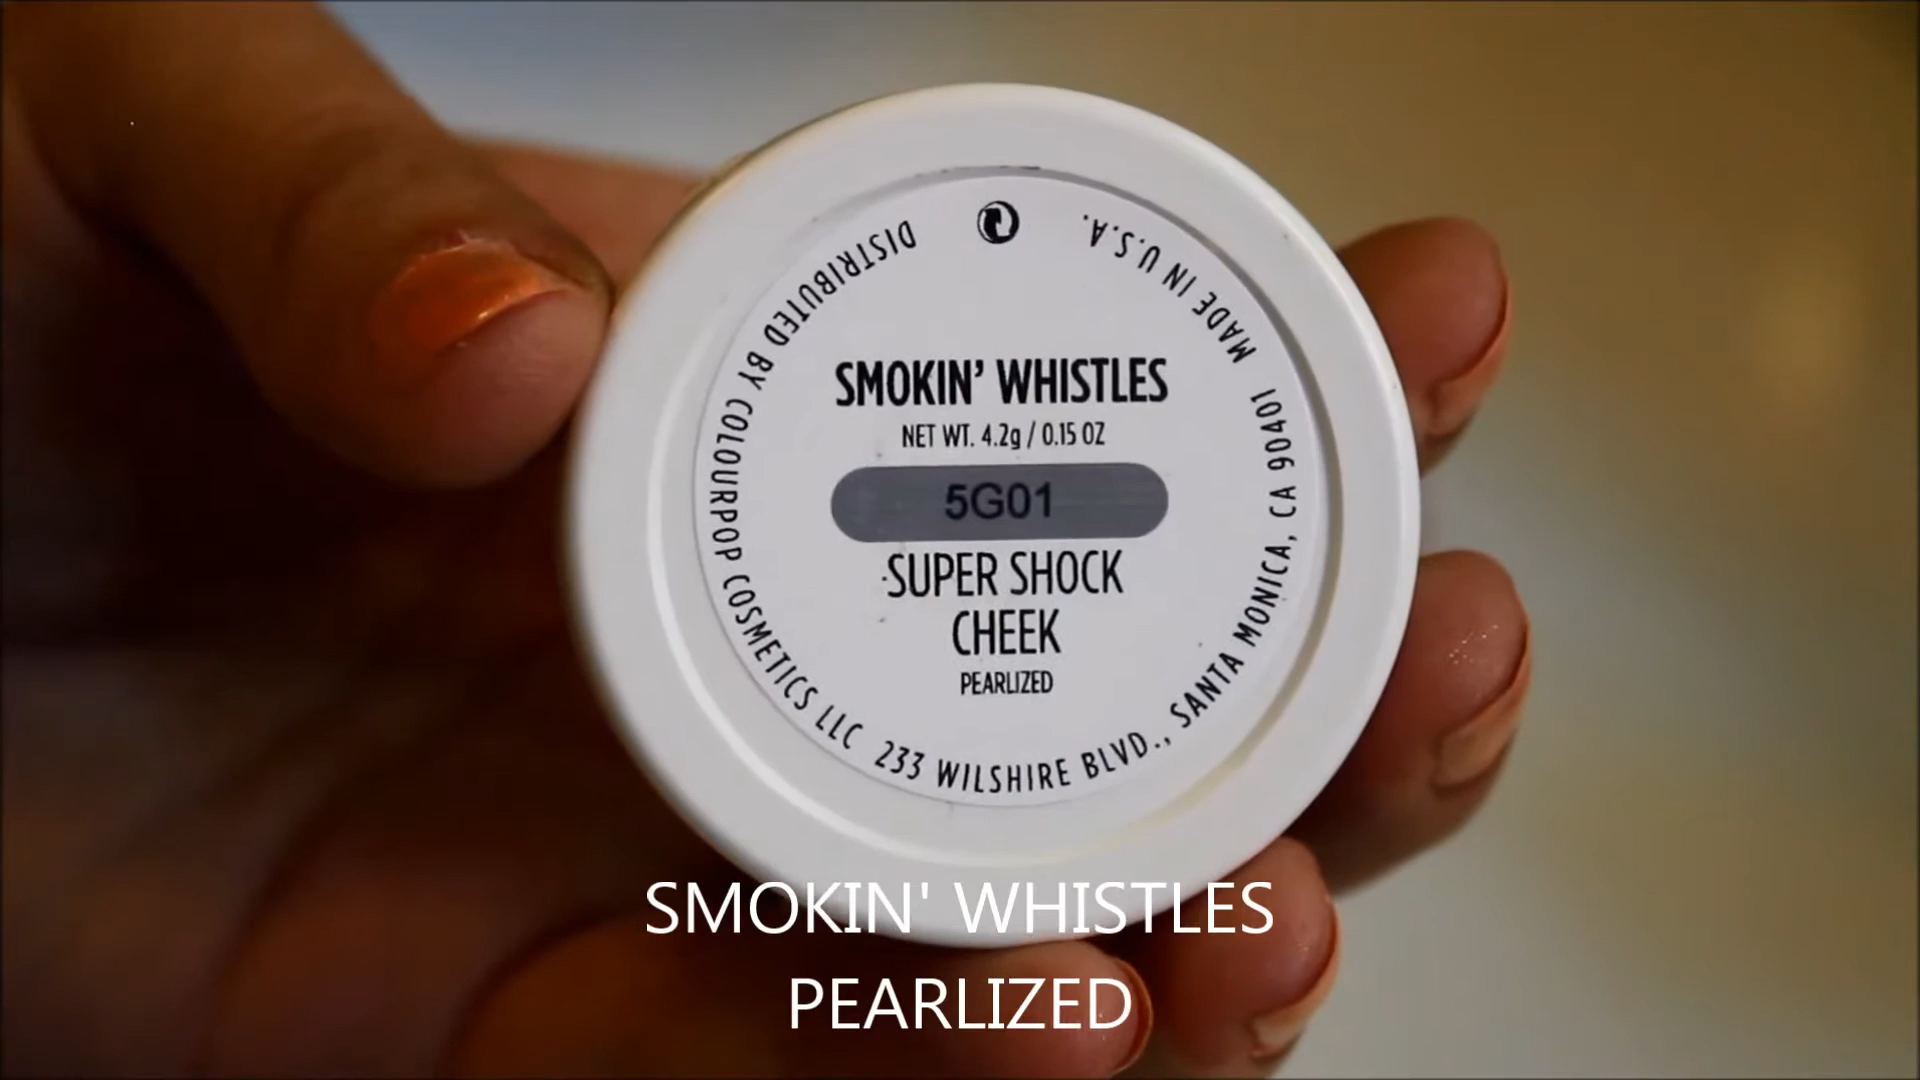 SMOKIN’ WHISTLES
NET WT. 4.2g / 0.15 OZ
5G01
SUPER SHOCK
CHEEK
PEARLIZED
DISTRIBUTED BY COLOURPOP COSMETICS LLC 233 WILSHIRE BLVD., SANTA MONICA, CA 90401 MADE IN U.S.A.
SMOKIN' WHISTLES
PEARLIZED